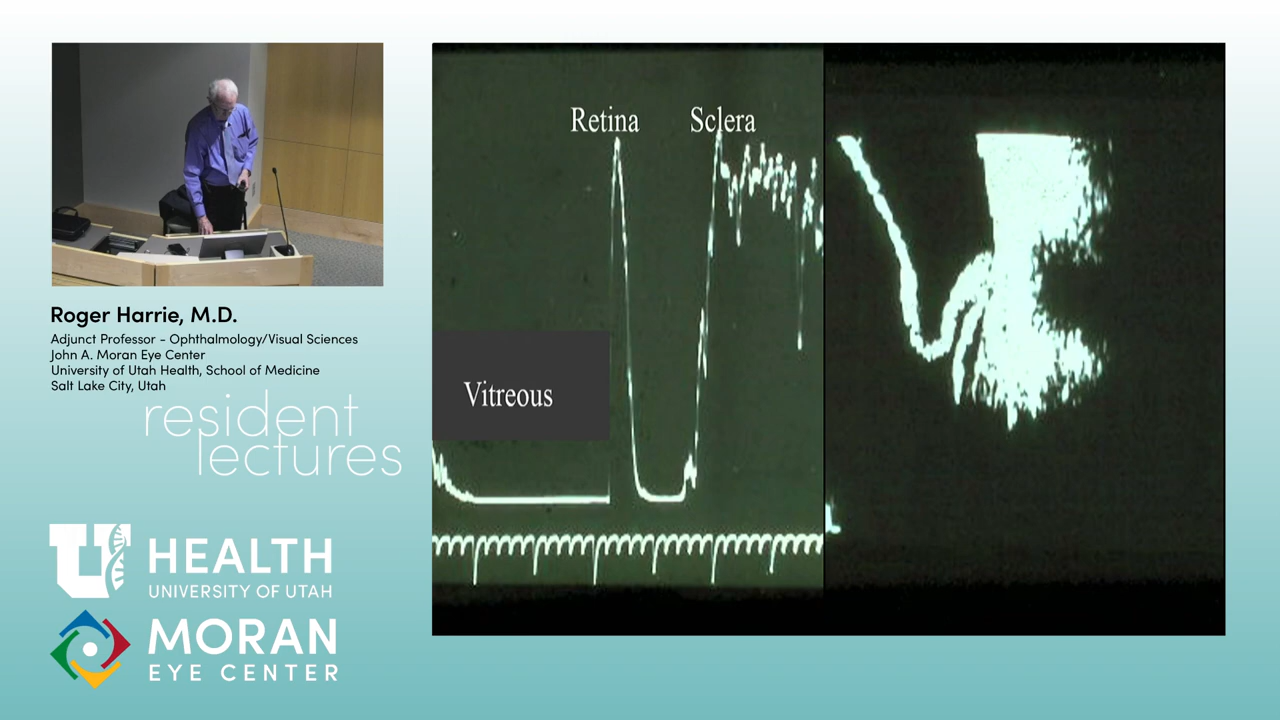 Retina Sclera
Vitreous
Roger Harrie, M.D.
Adjunct Professor - Ophthalmology/Visual Sciences
John A. Moran Eye Center
University of Utah Health, School of Medicine
Salt Lake City, Utah
resident
lectures
U HEALTH
UNIVERSITY OF UTAH
MORAN
EYE CENTER